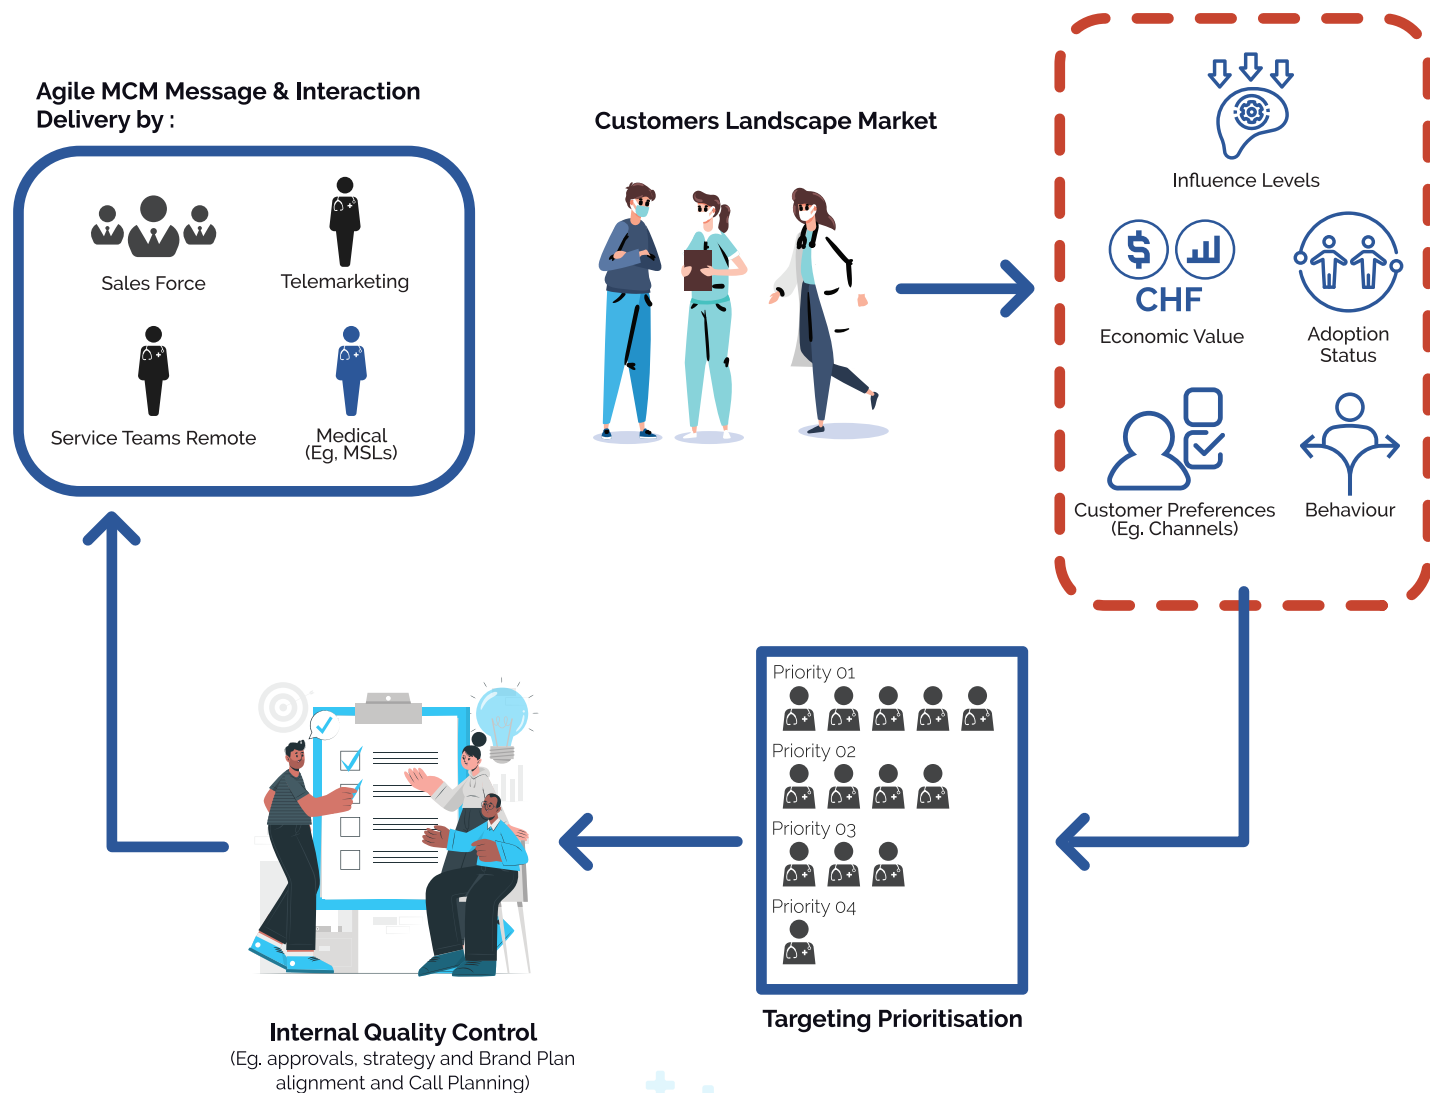 Agile MCM Message & Interaction
Delivery by :
Sales Force
Telemarketing
Service Teams Remote
Medical
(Eg, MSLs)
Customers Landscape Market
Influence Levels
$
CHF
Economic Value
Adoption
Status
Customer Preferences
(Eg. Channels)
Behaviour
Priority 01
Priority 02
Priority 03
Priority 04
Targeting Prioritisation
Internal Quality Control
(Eg. approvals, strategy and Brand Plan
alignment and Call Planning)